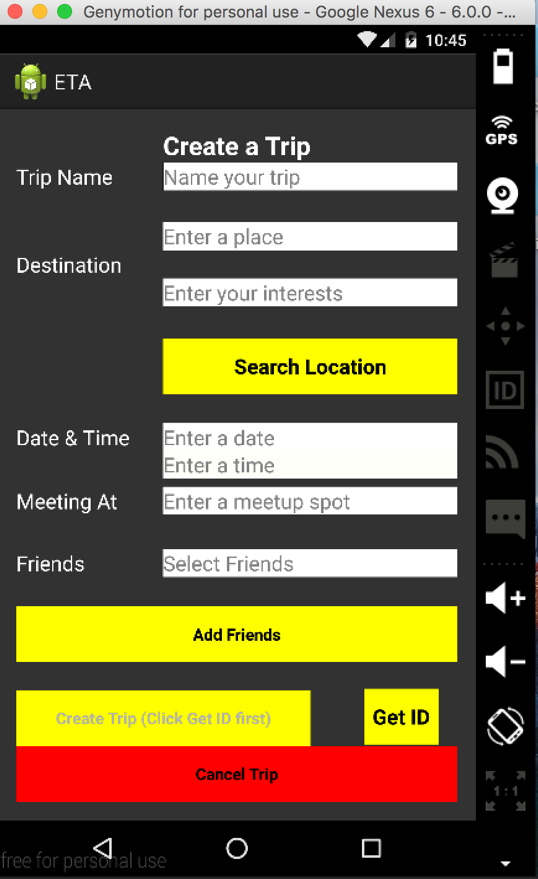 Genymotion for personal use - Google Nexus 6 - 6.0.0 -...
10:45
ETA
GPS
Create a Trip
Trip Name
Name your trip
Enter a place
Destination
Enter your interests
Search Location
ID
Date & Time
Enter a date
Enter a time
Meeting At
Enter a meetup spot
Friends
Select Friends
Add Friends
Create Trip (Click Get ID first)
Get ID
Cancel Trip
1:1
free for personal use